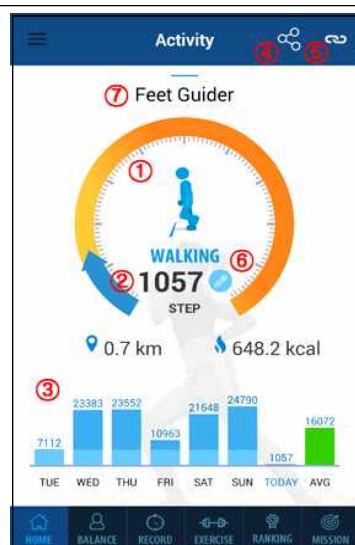 Activity
④
⑤
⑦ Feet Guider
①
WALKING
② 1057 ⑥
STEP
0.7 km 648.2 kcal
③
7112 23383 23552 10963 21648 24790 1057 16072
TUE WED THU FRI SAT SUN TODAY AVG
HOME BALANCE RECORD EXERCISE RANKING MISSION